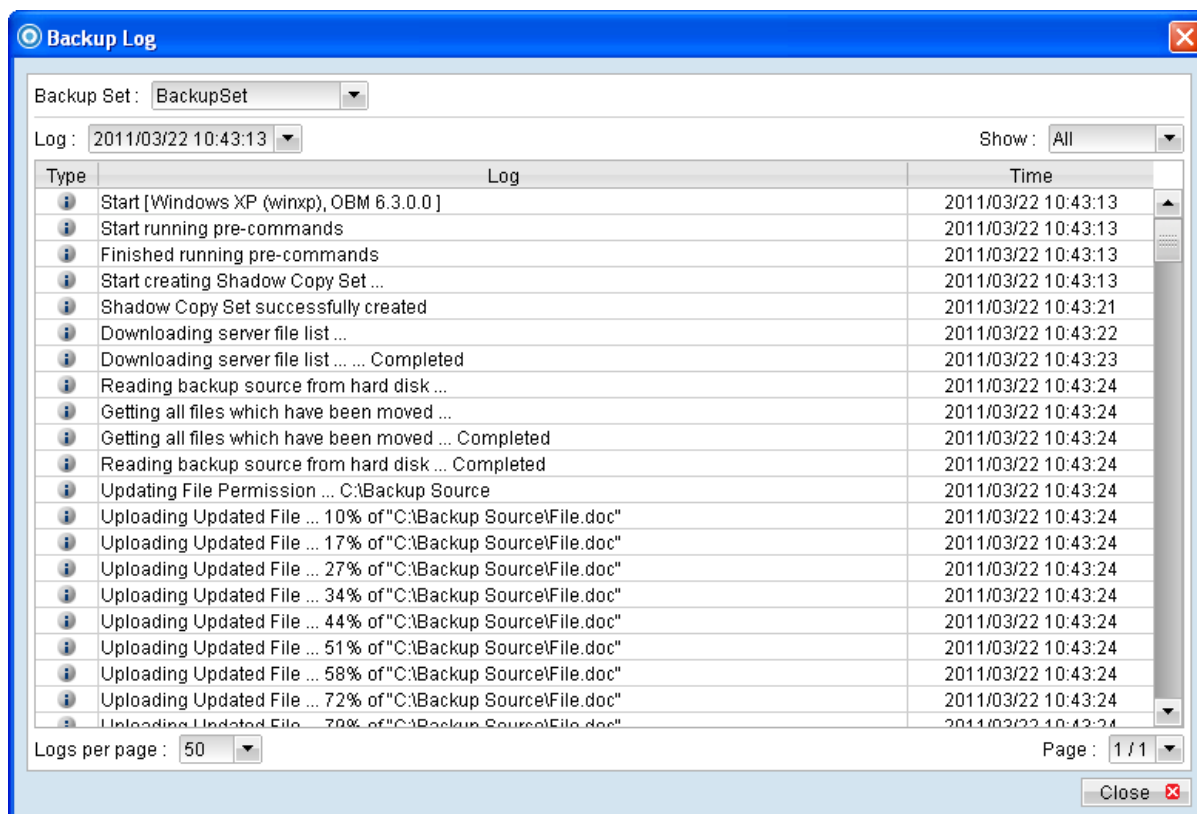 Backup Log
Backup Set : BackupSet
Log : 2011/03/22 10:43:13 Show : All
Type Log Time
Start [Windows XP (winxp), OBM 6.3.0.0 ] 2011/03/22 10:43:13
Start running pre-commands 2011/03/22 10:43:13
Finished running pre-commands 2011/03/22 10:43:13
Start creating Shadow Copy Set ... 2011/03/22 10:43:13
Shadow Copy Set successfully created 2011/03/22 10:43:21
Downloading server file list ... 2011/03/22 10:43:22
Downloading server file list ... ... Completed 2011/03/22 10:43:23
Reading backup source from hard disk ... 2011/03/22 10:43:24
Getting all files which have been moved ... 2011/03/22 10:43:24
Getting all files which have been moved ... Completed 2011/03/22 10:43:24
Reading backup source from hard disk ... Completed 2011/03/22 10:43:24
Updating File Permission ... C:\Backup Source 2011/03/22 10:43:24
Uploading Updated File ... 10% of "C:\Backup Source\File.doc" 2011/03/22 10:43:24
Uploading Updated File ... 17% of "C:\Backup Source\File.doc" 2011/03/22 10:43:24
Uploading Updated File ... 27% of "C:\Backup Source\File.doc" 2011/03/22 10:43:24
Uploading Updated File ... 34% of "C:\Backup Source\File.doc" 2011/03/22 10:43:24
Uploading Updated File ... 44% of "C:\Backup Source\File.doc" 2011/03/22 10:43:24
Uploading Updated File ... 51% of "C:\Backup Source\File.doc" 2011/03/22 10:43:24
Uploading Updated File ... 58% of "C:\Backup Source\File.doc" 2011/03/22 10:43:24
Uploading Updated File ... 72% of "C:\Backup Source\File.doc" 2011/03/22 10:43:24
Uploading Updated File ... 79% of "C:\Backup Source\File.doc" 2011/03/22 10:43:24
Logs per page : 50 Page : 1 / 1
Close